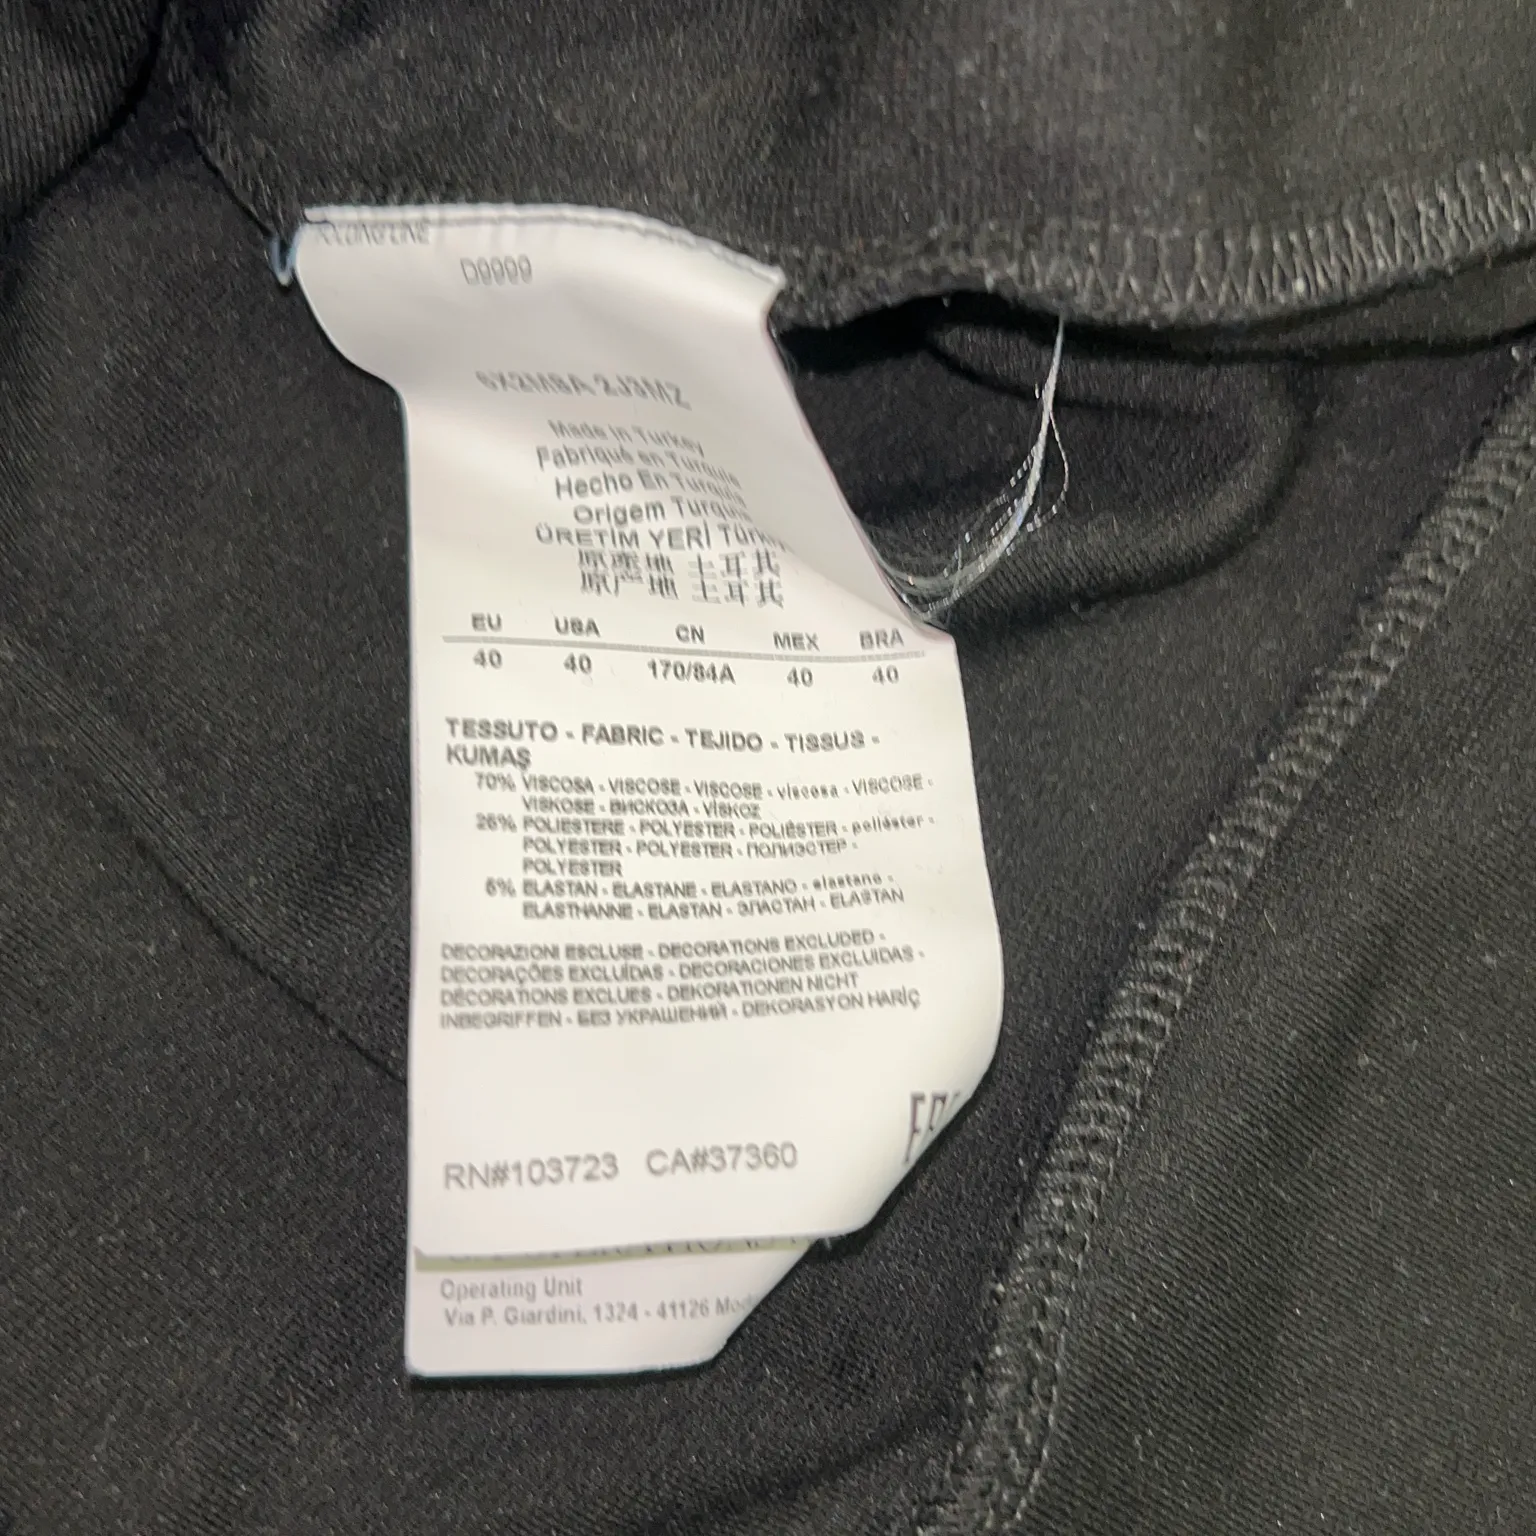 D9999
Made in Turkey
Fabriqué en Turquie
Hecho En Turquía
Origem Turquia
ÜRETİM YERİ Türkiye
原産地 土耳其
原产地 土耳其
EU USA CN MEX BRA
40 40 170/84A 40 40
TESSUTO - FABRIC - TEJIDO - TISSUS -
KUMAŞ
70% VISCOSA - VISCOSE - VISCOSE - viscosa - VISCOSE -
VISKOSE - ВИСКОЗА - VİSKOZ
25% POLIESTERE - POLYESTER - POLIÉSTER - poliéster -
POLYESTER - POLYESTER - ПОЛИЭСТЕР -
POLYESTER
5% ELASTAN - ELASTANE - ELASTANO - elastano -
ELASTHANNE - ELASTAN - ЭЛАСТАН - ELASTAN
DECORAZIONI ESCLUSE - DECORATIONS EXCLUDED -
DECORAÇÕES EXCLUÍDAS - DECORACIONES EXCLUIDAS -
DÉCORATIONS EXCLUES - DEKORATIONEN NICHT
INBEGRIFFEN - БЕЗ УКРАШЕНИЙ - DEKORASYON HARİÇ
RN#103723 CA#37360
Operating Unit
Via P. Giardini, 1324 - 41126